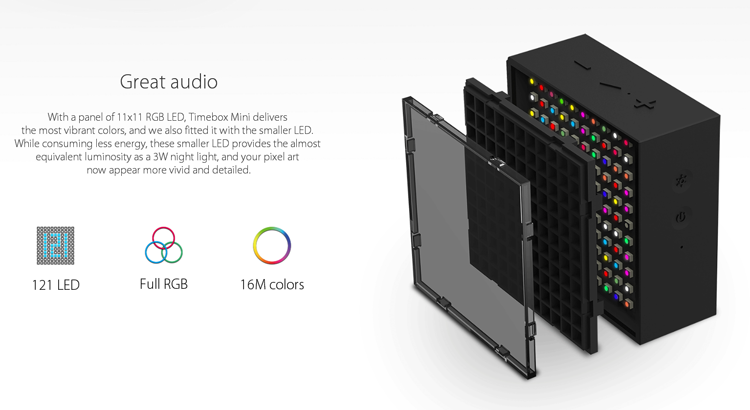 Great audio
With a panel of 11x11 RGB LED, Timebox Mini delivers
the most vibrant colors, and we also fitted it with the smaller LED.
While consuming less energy, these smaller LED provides the almost
equivalent luminosity as a 3W night light, and your pixel art
now appear more vivid and detailed.
121
121 LED
Full RGB
16M colors